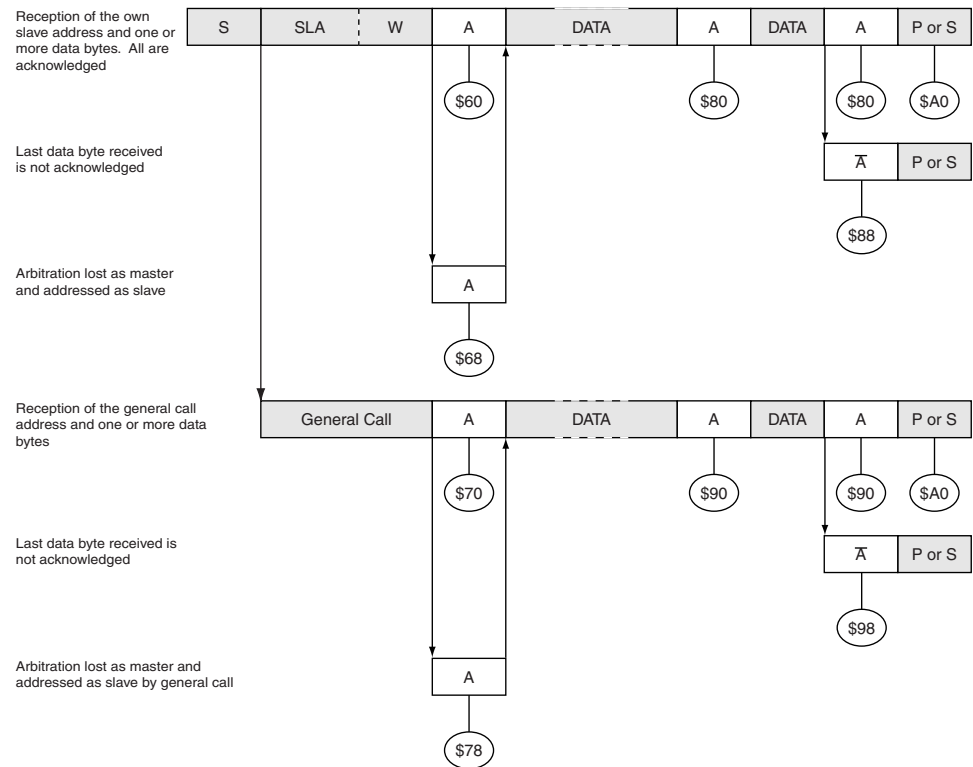 Reception of the own
slave address and one or
more data bytes. All are
acknowledged
S SLA W A DATA A DATA A P or S
$60 $80 $80 $A0
Last data byte received
is not acknowledged
A̅ P or S
$88
Arbitration lost as master
and addressed as slave
A
$68
Reception of the general call
address and one or more data
bytes
General Call A DATA A DATA A P or S
$70 $90 $90 $A0
Last data byte received is
not acknowledged
A̅ P or S
$98
Arbitration lost as master and
addressed as slave by general call
A
$78